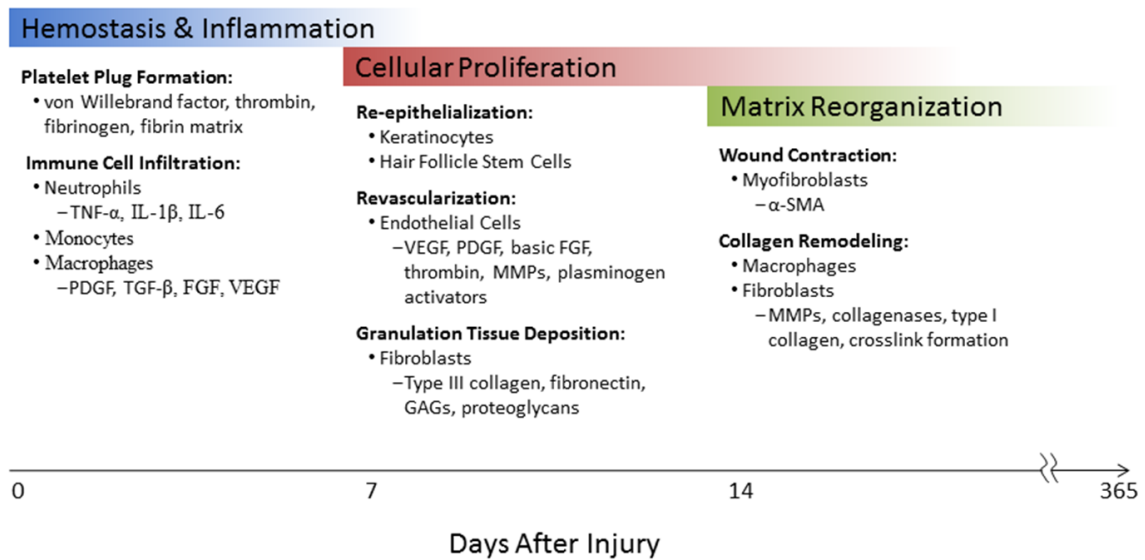 Hemostasis & Inflammation
Platelet Plug Formation:
• von Willebrand factor, thrombin,
fibrinogen, fibrin matrix
Immune Cell Infiltration:
• Neutrophils
–TNF-α, IL-1β, IL-6
• Monocytes
• Macrophages
–PDGF, TGF-β, FGF, VEGF
Cellular Proliferation
Re-epithelialization:
• Keratinocytes
• Hair Follicle Stem Cells
Revascularization:
• Endothelial Cells
–VEGF, PDGF, basic FGF,
thrombin, MMPs, plasminogen
activators
Granulation Tissue Deposition:
• Fibroblasts
–Type III collagen, fibronectin,
GAGs, proteoglycans
Matrix Reorganization
Wound Contraction:
• Myofibroblasts
–α-SMA
Collagen Remodeling:
• Macrophages
• Fibroblasts
–MMPs, collagenases, type I
collagen, crosslink formation
0 7 14 365
Days After Injury